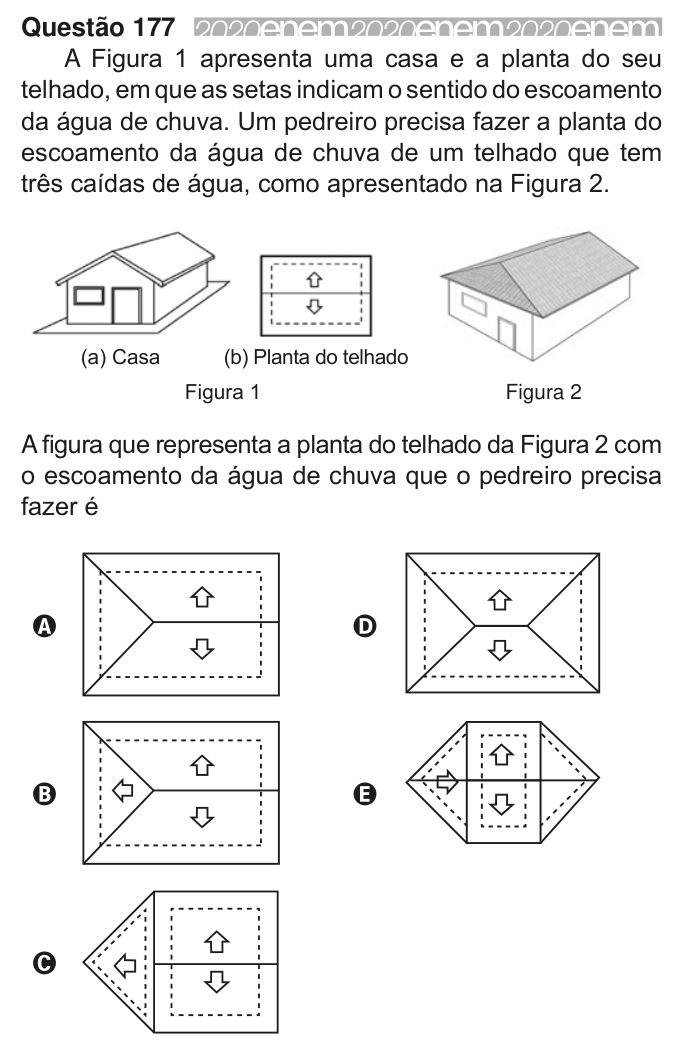 Questão 177 2020enem2020enem2020enem
A Figura 1 apresenta uma casa e a planta do seu
telhado, em que as setas indicam o sentido do escoamento
da água de chuva. Um pedreiro precisa fazer a planta do
escoamento da água de chuva de um telhado que tem
três caídas de água, como apresentado na Figura 2.
(a) Casa (b) Planta do telhado
Figura 1 Figura 2
A figura que representa a planta do telhado da Figura 2 com
o escoamento da água de chuva que o pedreiro precisa
fazer é
A D
B E
C